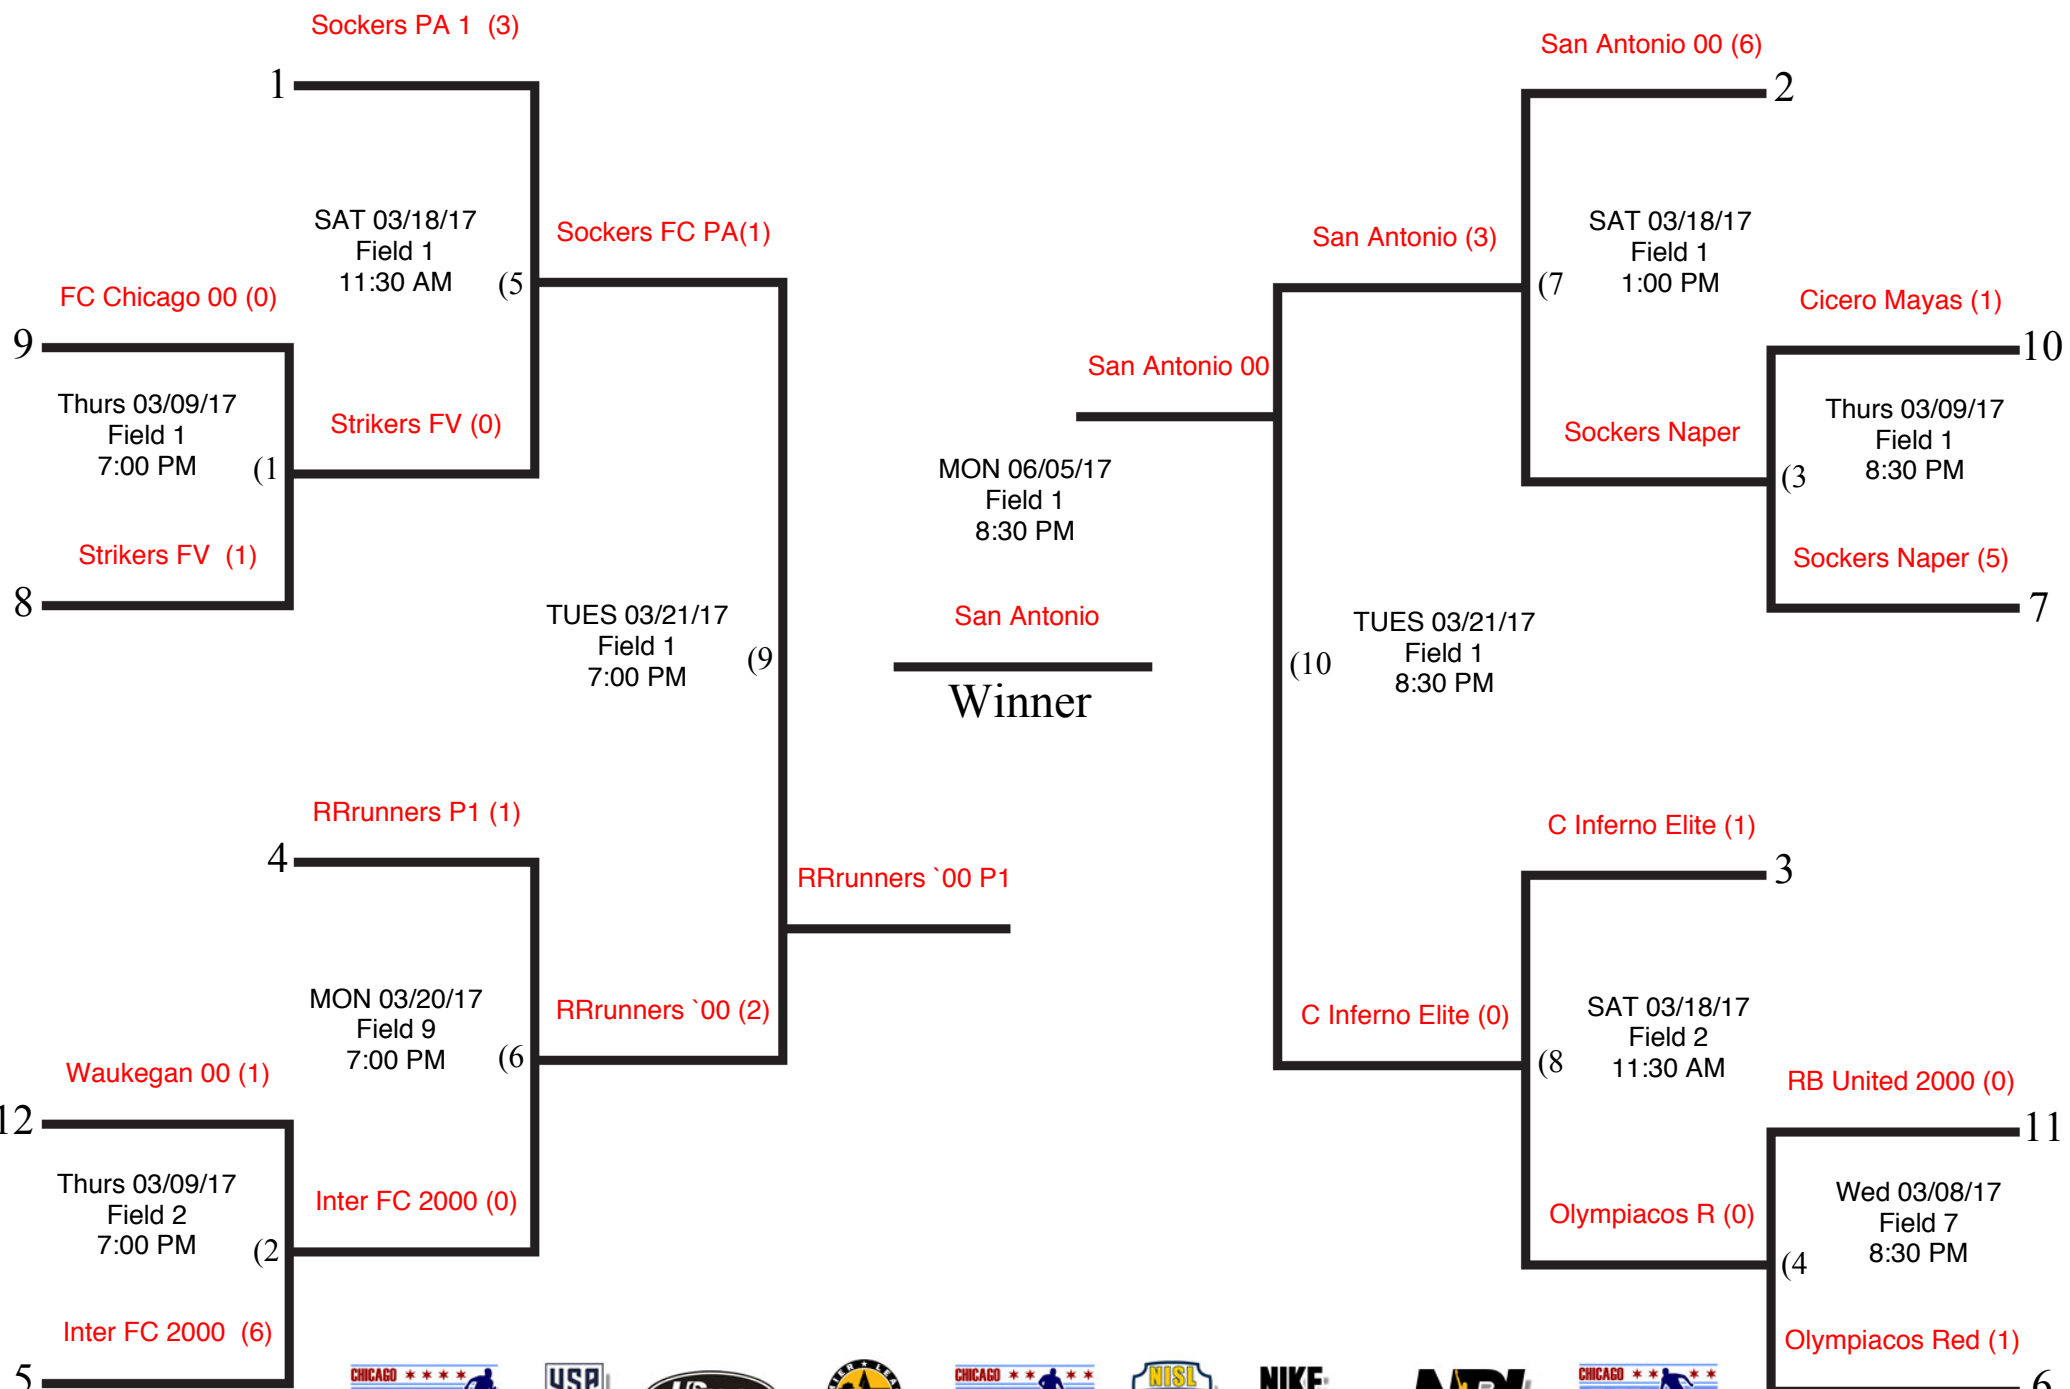 Sockers PA 1 (3)
1
SAT 03/18/17
Field 1
11:30 AM
(5
Sockers FC PA(1)
FC Chicago 00 (0)
9
Thurs 03/09/17
Field 1
7:00 PM
(1
Strikers FV (0)
Strikers FV (1)
8
TUES 03/21/17
Field 1
7:00 PM
(9
RRrunners P1 (1)
4
RRrunners `00 P1
MON 03/20/17
Field 9
7:00 PM
(6
RRrunners `00 (2)
Waukegan 00 (1)
12
Thurs 03/09/17
Field 2
7:00 PM
(2
Inter FC 2000 (0)
Inter FC 2000 (6)
5
MON 06/05/17
Field 1
8:30 PM
San Antonio
Winner
San Antonio 00 (6)
2
San Antonio (3)
SAT 03/18/17
Field 1
1:00 PM
(7
Cicero Mayas (1)
10
San Antonio 00
Sockers Naper
Thurs 03/09/17
Field 1
8:30 PM
(3
Sockers Naper (5)
7
TUES 03/21/17
Field 1
8:30 PM
(10
C Inferno Elite (1)
3
C Inferno Elite (0)
SAT 03/18/17
Field 2
11:30 AM
(8
RB United 2000 (0)
11
Olympiacos R (0)
Wed 03/08/17
Field 7
8:30 PM
(4
Olympiacos Red (1)
6
CHICAGO
USA
US
CHICAGO
NISL
NIKE
NPL
CHICAGO